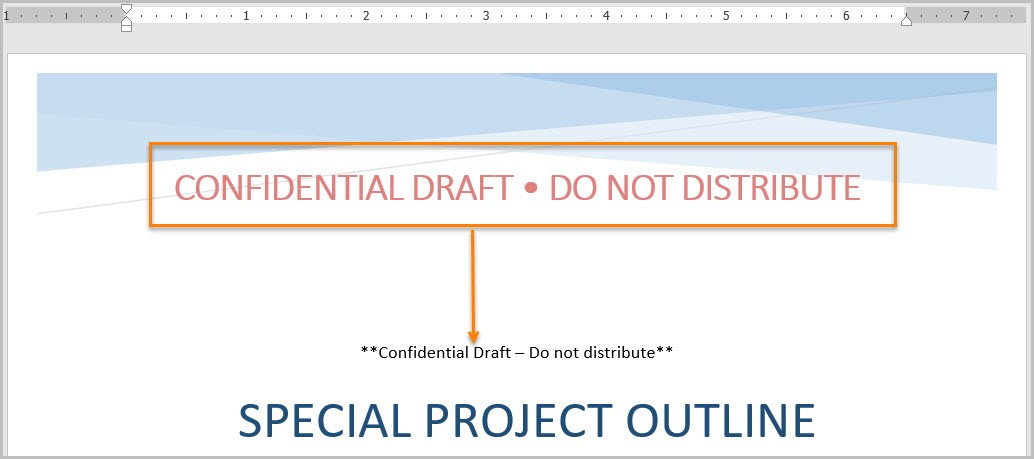 1 1 2 3 4 5 6 7
CONFIDENTIAL DRAFT • DO NOT DISTRIBUTE
**Confidential Draft – Do not distribute**
SPECIAL PROJECT OUTLINE